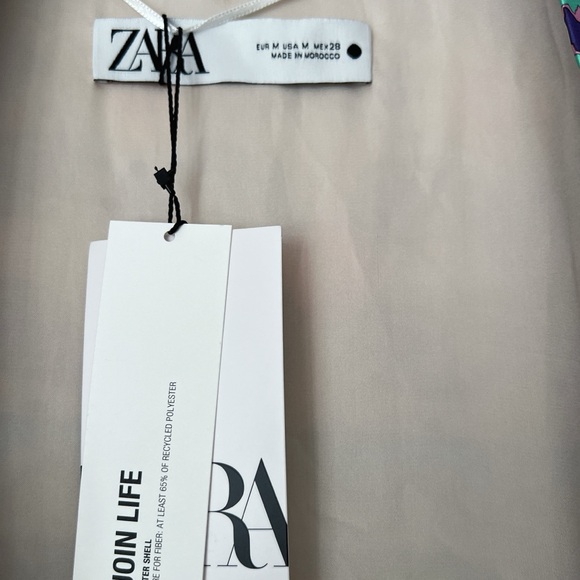 ZARA
EUR M USA M MEX 28
MADE IN MOROCCO
JOIN LIFE
TER SHELL
E FOR FIBER: AT LEAST 65% OF RECYCLED POLYESTER
RA